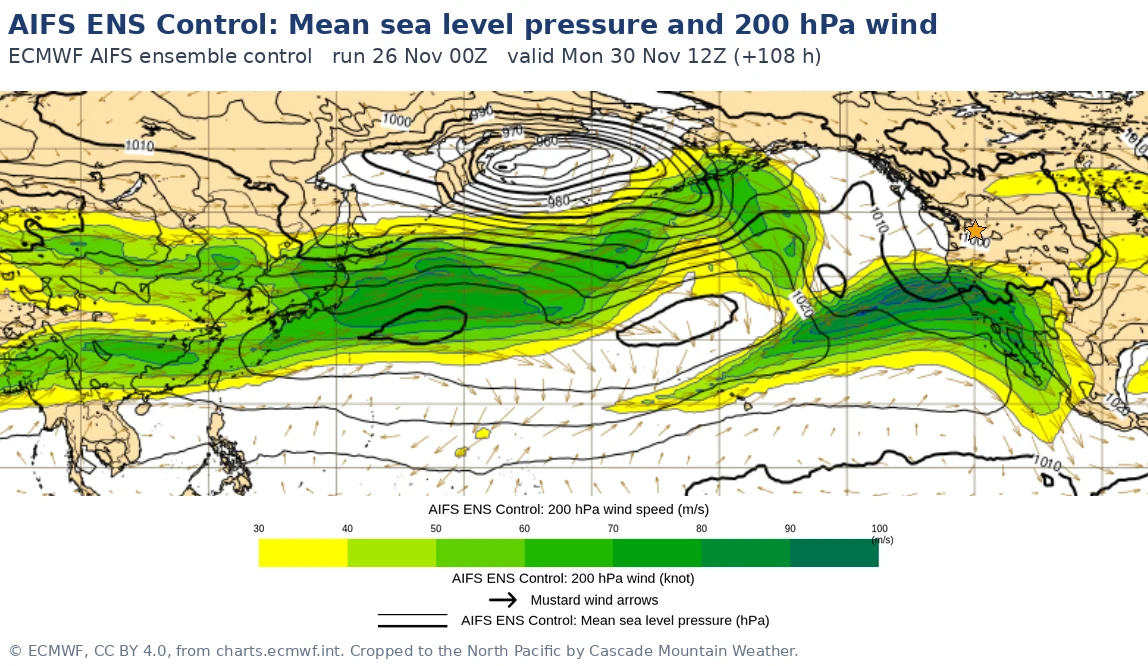 AIFS ENS Control: Mean sea level pressure and 200 hPa wind
ECMWF AIFS ensemble control run 26 Nov 00Z valid Mon 30 Nov 12Z (+108 h)
1000
990
970
960
1010
980
1010
1010
1000
1020
1020
1010
AIFS ENS Control: 200 hPa wind speed (m/s)
30 40 50 60 70 80 90 100
(m/s)
AIFS ENS Control: 200 hPa wind (knot)
Mustard wind arrows
AIFS ENS Control: Mean sea level pressure (hPa)
© ECMWF, CC BY 4.0, from charts.ecmwf.int. Cropped to the North Pacific by Cascade Mountain Weather.